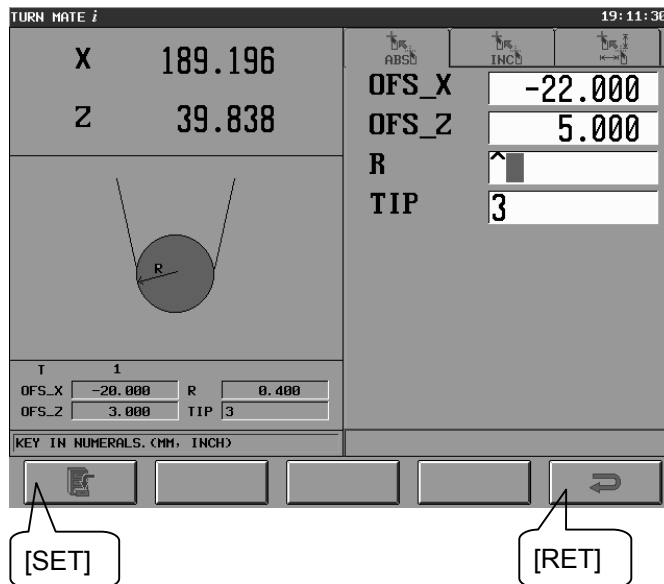 TURN MATE i 19:11:30
X 189.196
Z 39.838
ABS INC
OFS_X -22.000
OFS_Z 5.000
R ^
TIP 3
R
T 1
OFS_X -20.000 R 0.400
OFS_Z 3.000 TIP 3
KEY IN NUMERALS.(MM, INCH)
[SET] [RET]